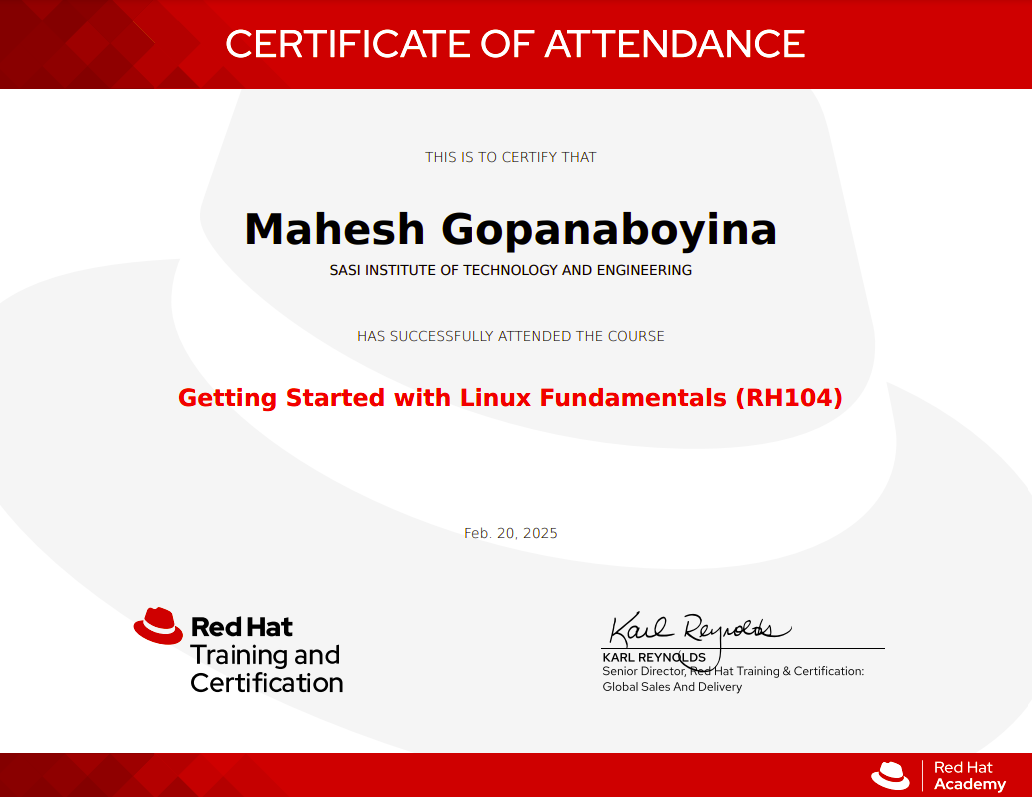 CERTIFICATE OF ATTENDANCE
THIS IS TO CERTIFY THAT
Mahesh Gopanaboyina
SASI INSTITUTE OF TECHNOLOGY AND ENGINEERING
HAS SUCCESSFULLY ATTENDED THE COURSE
Getting Started with Linux Fundamentals (RH104)
Feb. 20, 2025
Red Hat
Training and
Certification
Karl Reynolds
KARL REYNOLDS
Senior Director, Red Hat Training & Certification:
Global Sales And Delivery
Red Hat
Academy